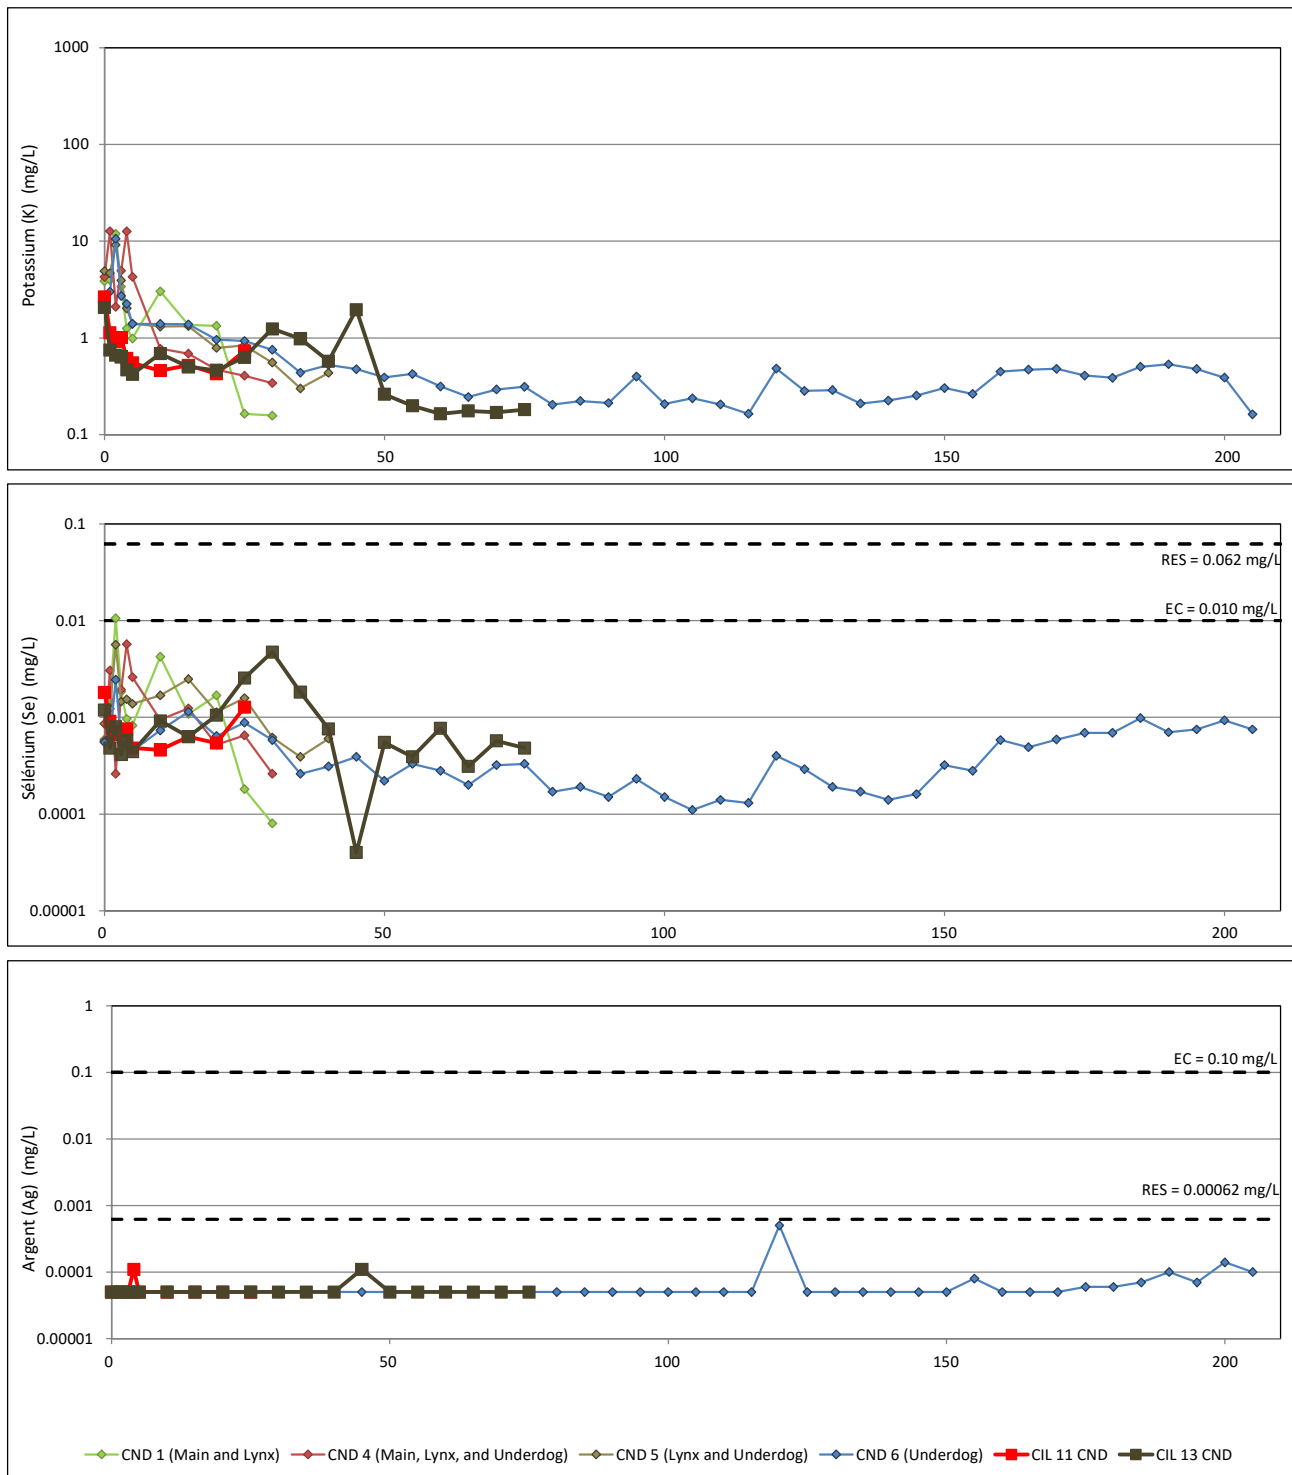 Potassium (K) (mg/L)
1000
100
10
1
0.1
0 50 100 150 200
Sélénium (Se) (mg/L)
0.1
0.01
0.001
0.0001
0.00001
RES = 0.062 mg/L
EC = 0.010 mg/L
0 50 100 150 200
Argent (Ag) (mg/L)
1
0.1
0.01
0.001
0.0001
0.00001
EC = 0.10 mg/L
RES = 0.00062 mg/L
0 50 100 150 200
CND 1 (Main and Lynx) CND 4 (Main, Lynx, and Underdog) CND 5 (Lynx and Underdog) CND 6 (Underdog) CIL 11 CND CIL 13 CND